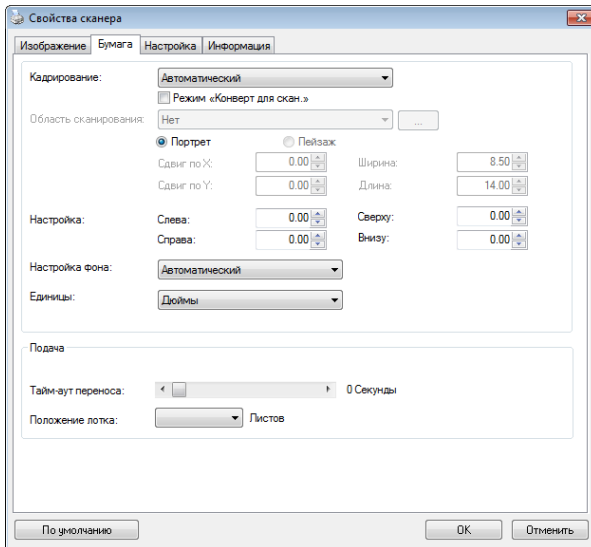 Свойства сканера
Изображение Бумага Настройка Информация
Кадрирование: Автоматический
Режим «Конверт для скан.»
Область сканирования: Нет ...
Портрет Пейзаж
Сдвиг по X: 0.00 Ширина: 8.50
Сдвиг по Y: 0.00 Длина: 14.00
Настройка: Слева: 0.00 Сверху: 0.00
Справа: 0.00 Внизу: 0.00
Настройка фона: Автоматический
Единицы: Дюймы
Подача
Тайм-аут переноса: 0 Секунды
Положение лотка: Листов
По умолчанию OK Отменить